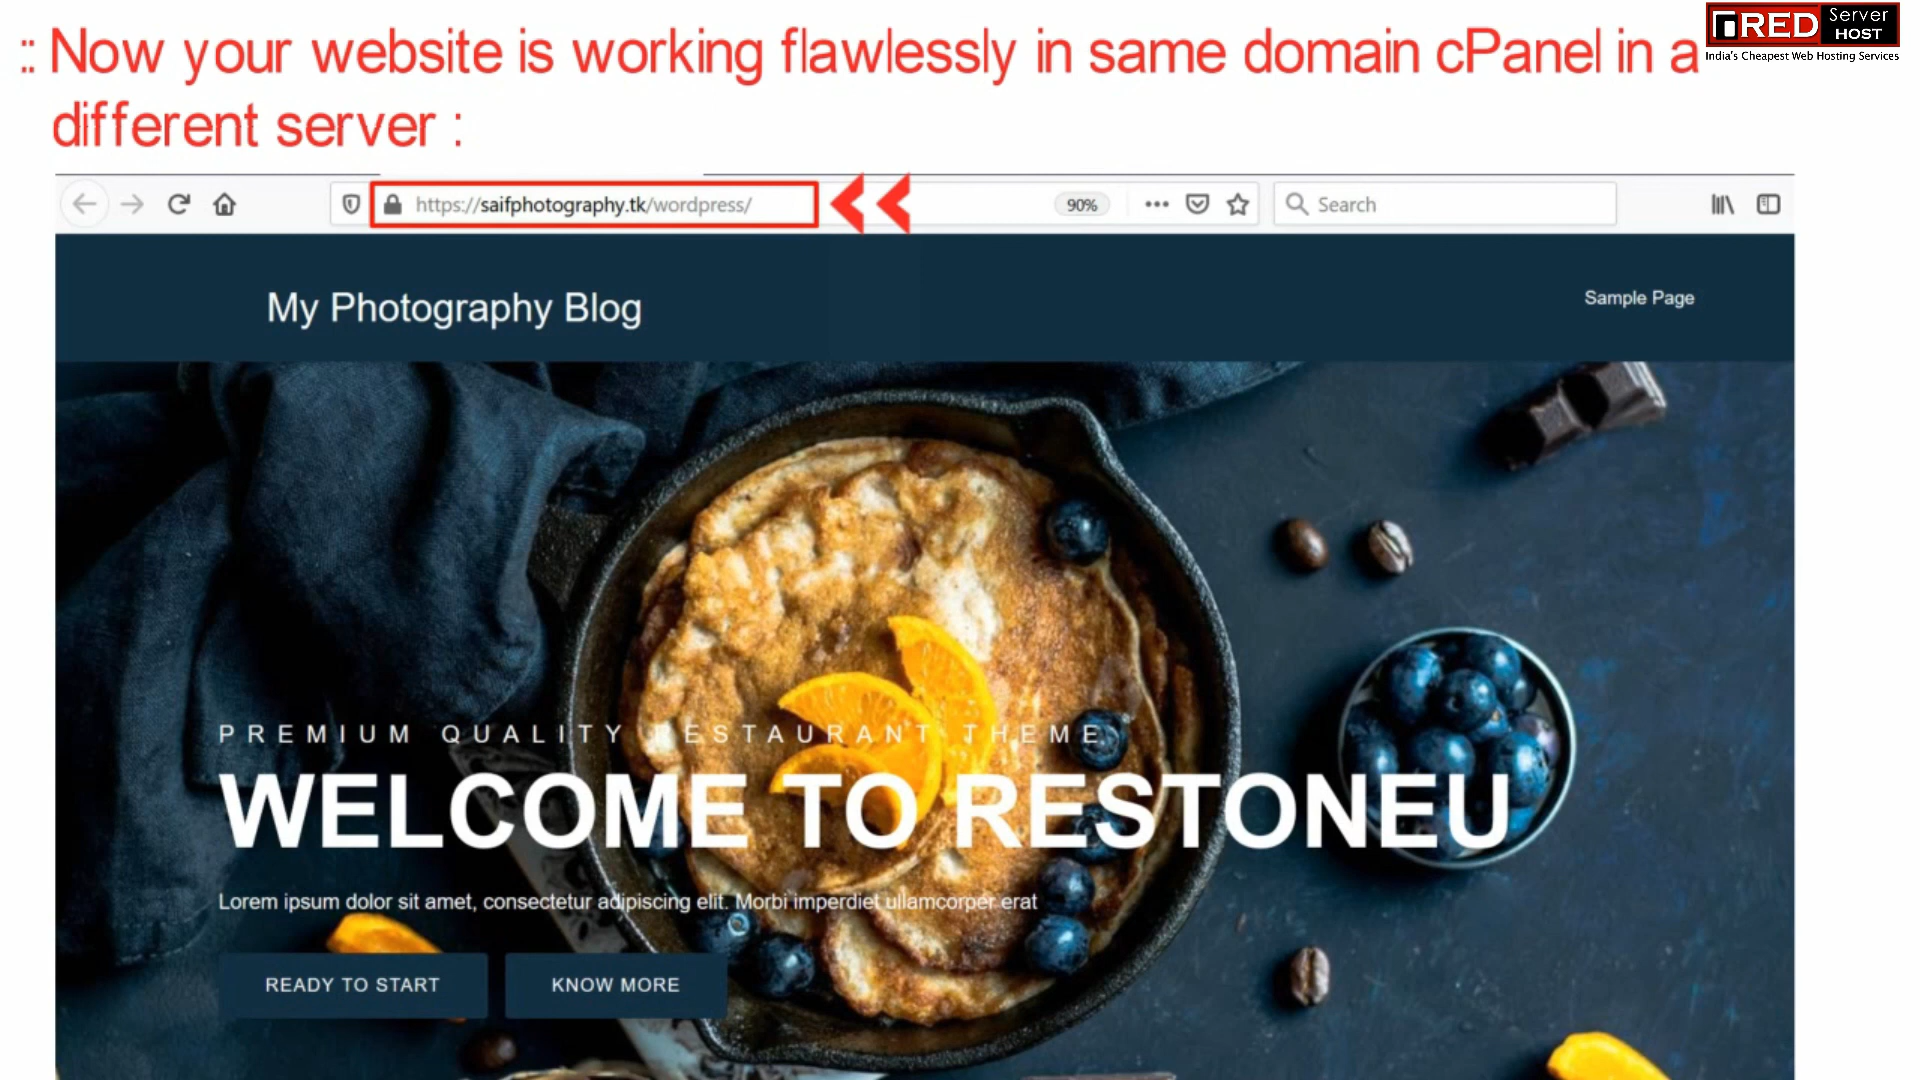 :: Now your website is working flawlessly in same domain cPanel in a
different server :
RED Server HOST
India's Cheapest Web Hosting Services
https://saifphotography.tk/wordpress/
90%
Search
My Photography Blog
Sample Page
PREMIUM QUALITY RESTAURANT THEME
WELCOME TO RESTONEU
Lorem ipsum dolor sit amet, consectetur adipiscing elit. Morbi imperdiet ullamcorper erat
READY TO START
KNOW MORE